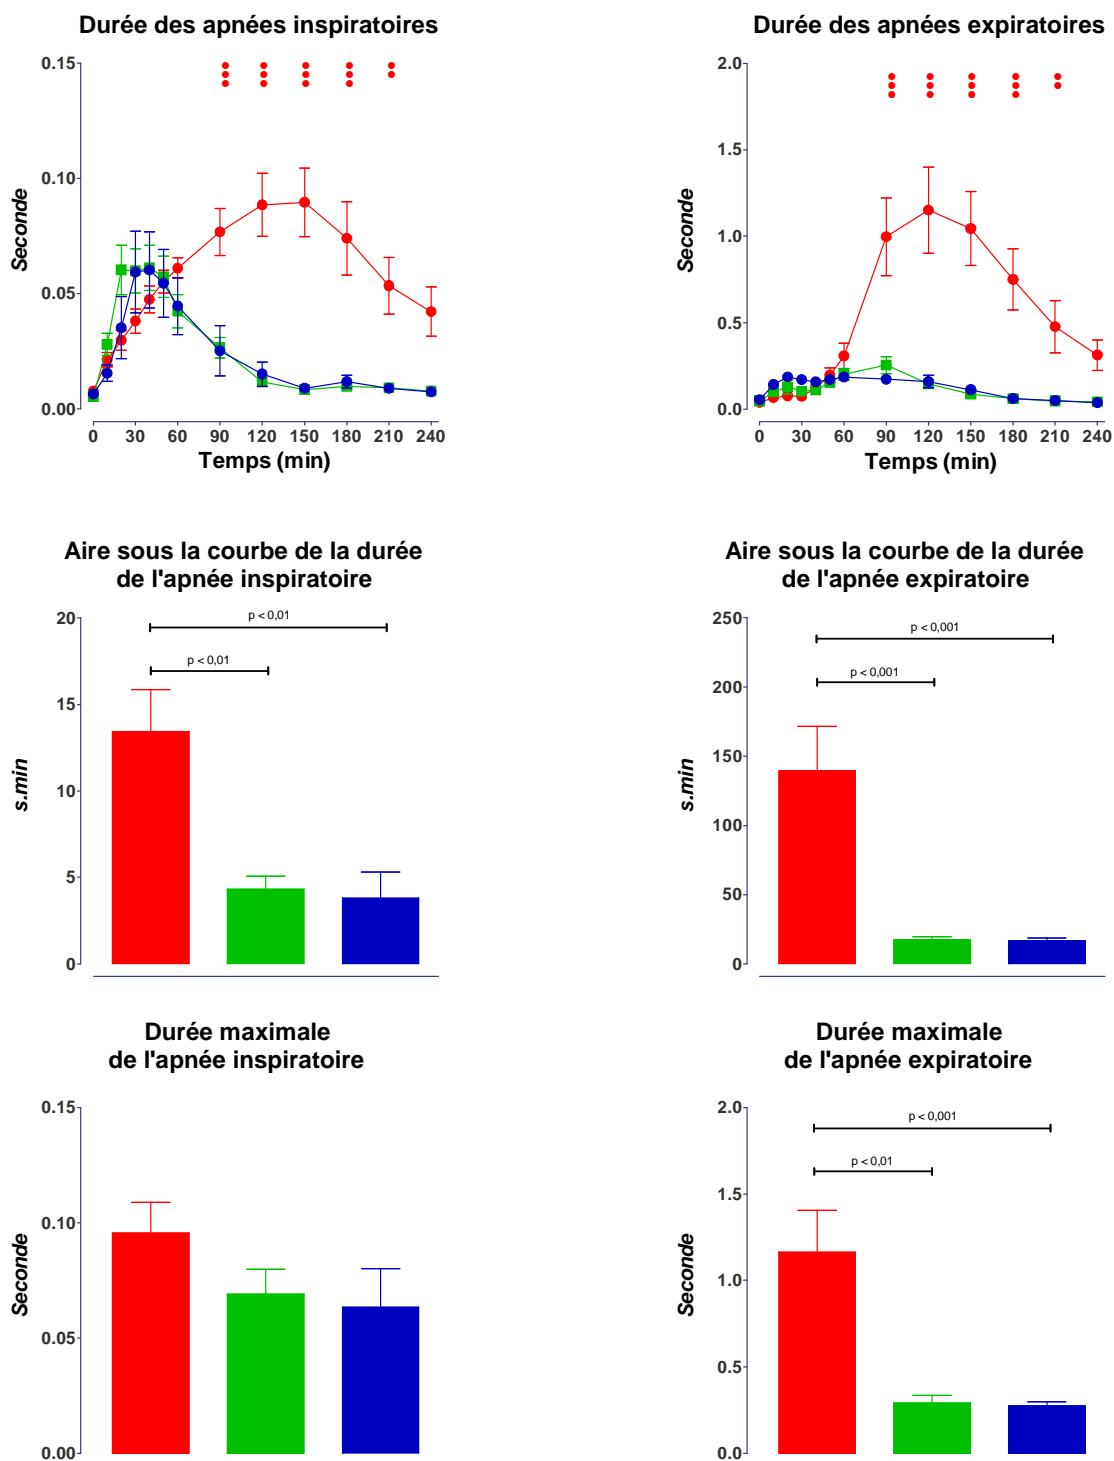 Durée des apnées inspiratoires
0.15
0.10
0.05
0.00
Seconde
0 30 60 90 120 150 180 210 240
Temps (min)
Durée des apnées expiratoires
2.0
1.5
1.0
0.5
0.0
Seconde
0 30 60 90 120 150 180 210 240
Temps (min)
Aire sous la courbe de la durée
de l'apnée inspiratoire
20
15
10
5
0
s.min
p < 0,01
p < 0,01
Aire sous la courbe de la durée
de l'apnée expiratoire
250
200
150
100
50
0
s.min
p < 0,001
p < 0,001
Durée maximale
de l'apnée inspiratoire
0.15
0.10
0.05
0.00
Seconde
Durée maximale
de l'apnée expiratoire
2.0
1.5
1.0
0.5
0.0
Seconde
p < 0,001
p < 0,01